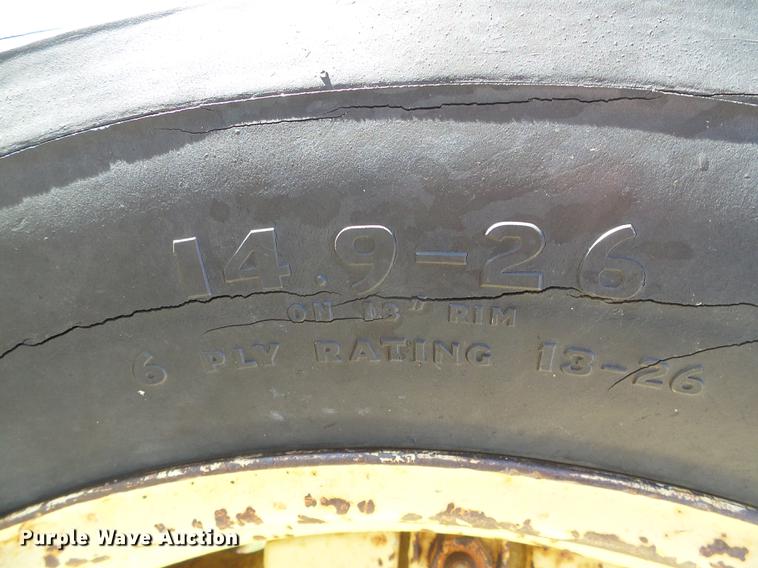 14.9-26
ON 13" RIM
6 PLY RATING 13-26
Purple Wave Auction